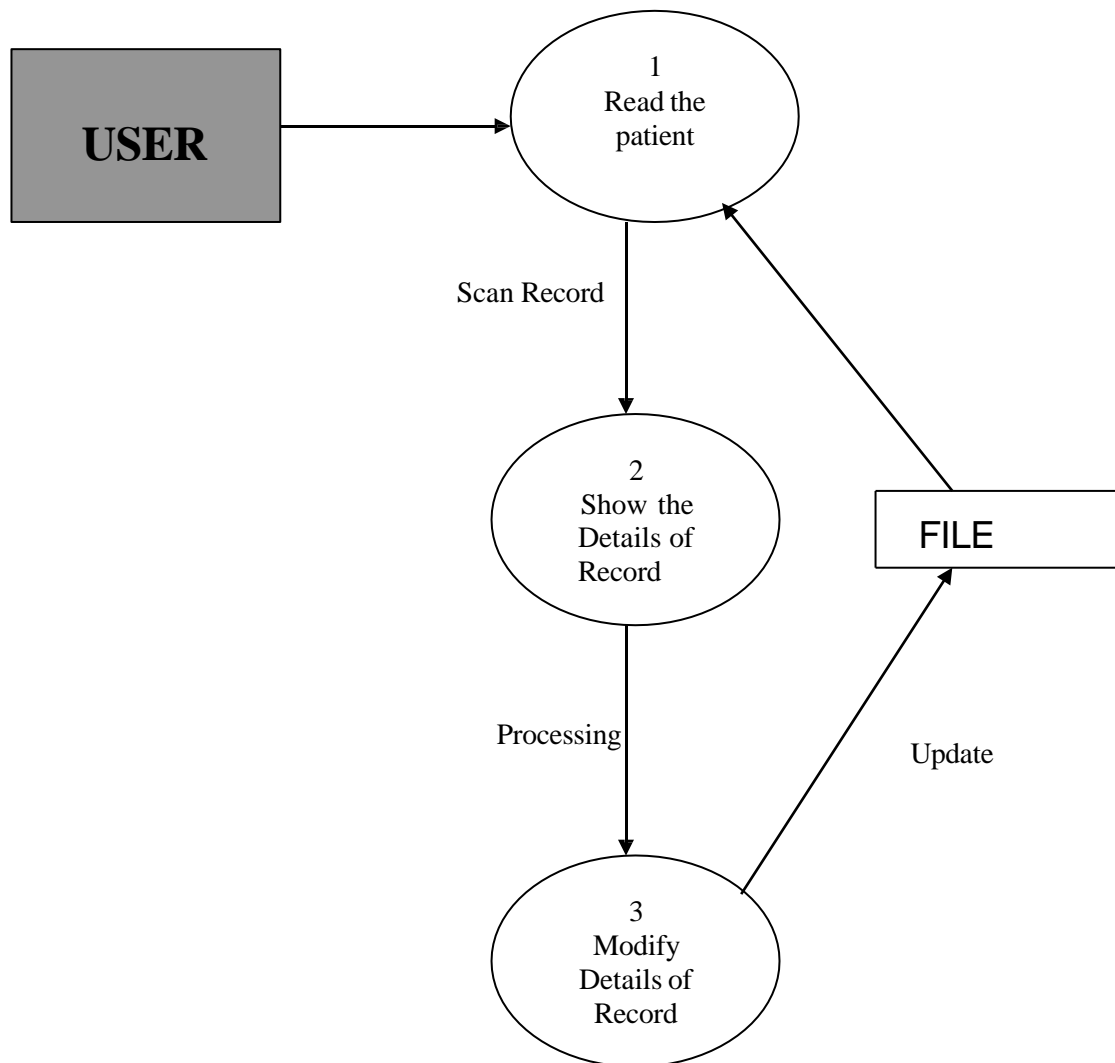 USER
1
Read the
patient
Scan Record
2
Show the
Details of
Record
FILE
Processing
Update
3
Modify
Details of
Record